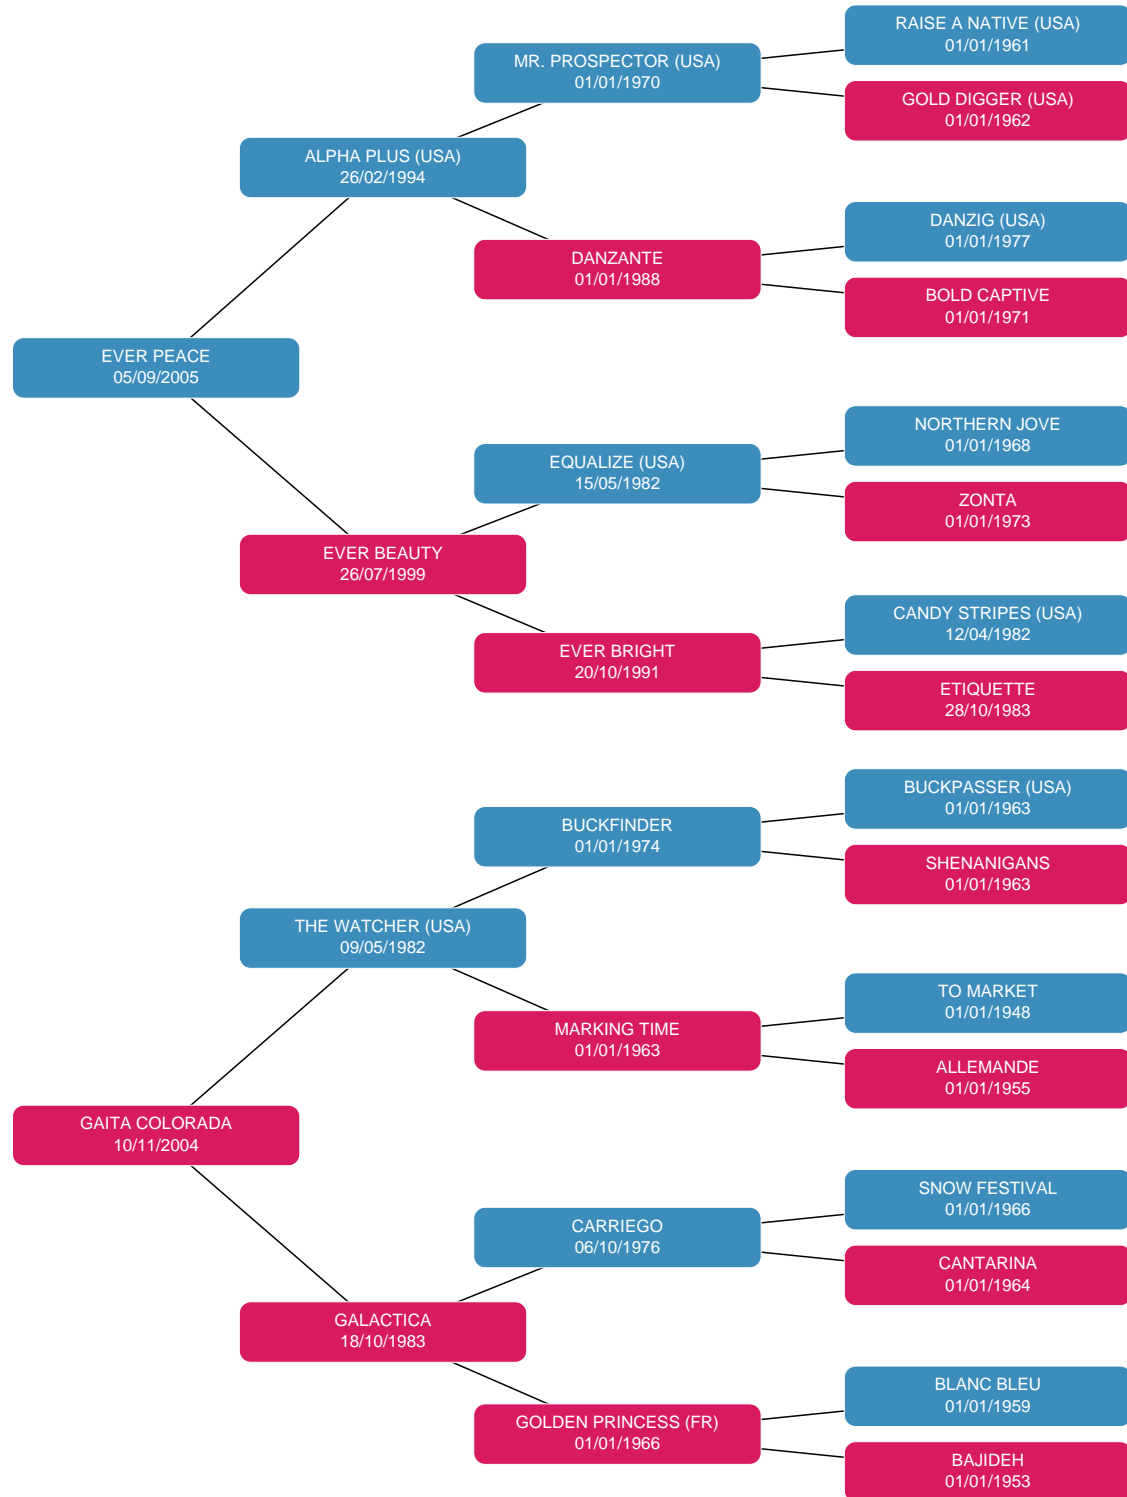 RAISE A NATIVE (USA)
01/01/1961
MR. PROSPECTOR (USA)
01/01/1970
GOLD DIGGER (USA)
01/01/1962
ALPHA PLUS (USA)
26/02/1994
DANZIG (USA)
01/01/1977
DANZANTE
01/01/1988
BOLD CAPTIVE
01/01/1971
EVER PEACE
05/09/2005
NORTHERN JOVE
01/01/1968
EQUALIZE (USA)
15/05/1982
ZONTA
01/01/1973
EVER BEAUTY
26/07/1999
CANDY STRIPES (USA)
12/04/1982
EVER BRIGHT
20/10/1991
ETIQUETTE
28/10/1983
BUCKPASSER (USA)
01/01/1963
BUCKFINDER
01/01/1974
SHENANIGANS
01/01/1963
THE WATCHER (USA)
09/05/1982
TO MARKET
01/01/1948
MARKING TIME
01/01/1963
ALLEMANDE
01/01/1955
GAITA COLORADA
10/11/2004
SNOW FESTIVAL
01/01/1966
CARRIEGO
06/10/1976
CANTARINA
01/01/1964
GALACTICA
18/10/1983
BLANC BLEU
01/01/1959
GOLDEN PRINCESS (FR)
01/01/1966
BAJIDEH
01/01/1953